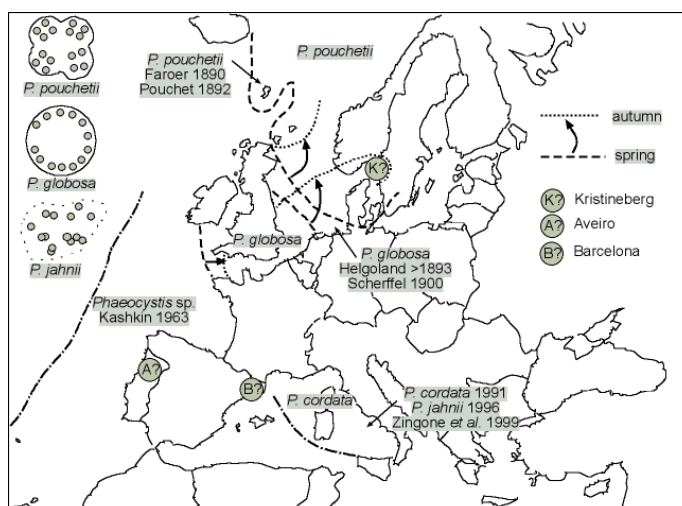 P. pouchetii
P. globosa
P. jahnii
P. pouchetii
Faroer 1890
Pouchet 1892
P. pouchetii
autumn
spring
K?
K? Kristineberg
A? Aveiro
B? Barcelona
P. globosa
P. globosa
Helgoland >1893
Scherffel 1900
Phaeocystis sp.
Kashkin 1963
A?
B?
P. cordata
P. cordata 1991
P. jahnii 1996
Zingone et al. 1999